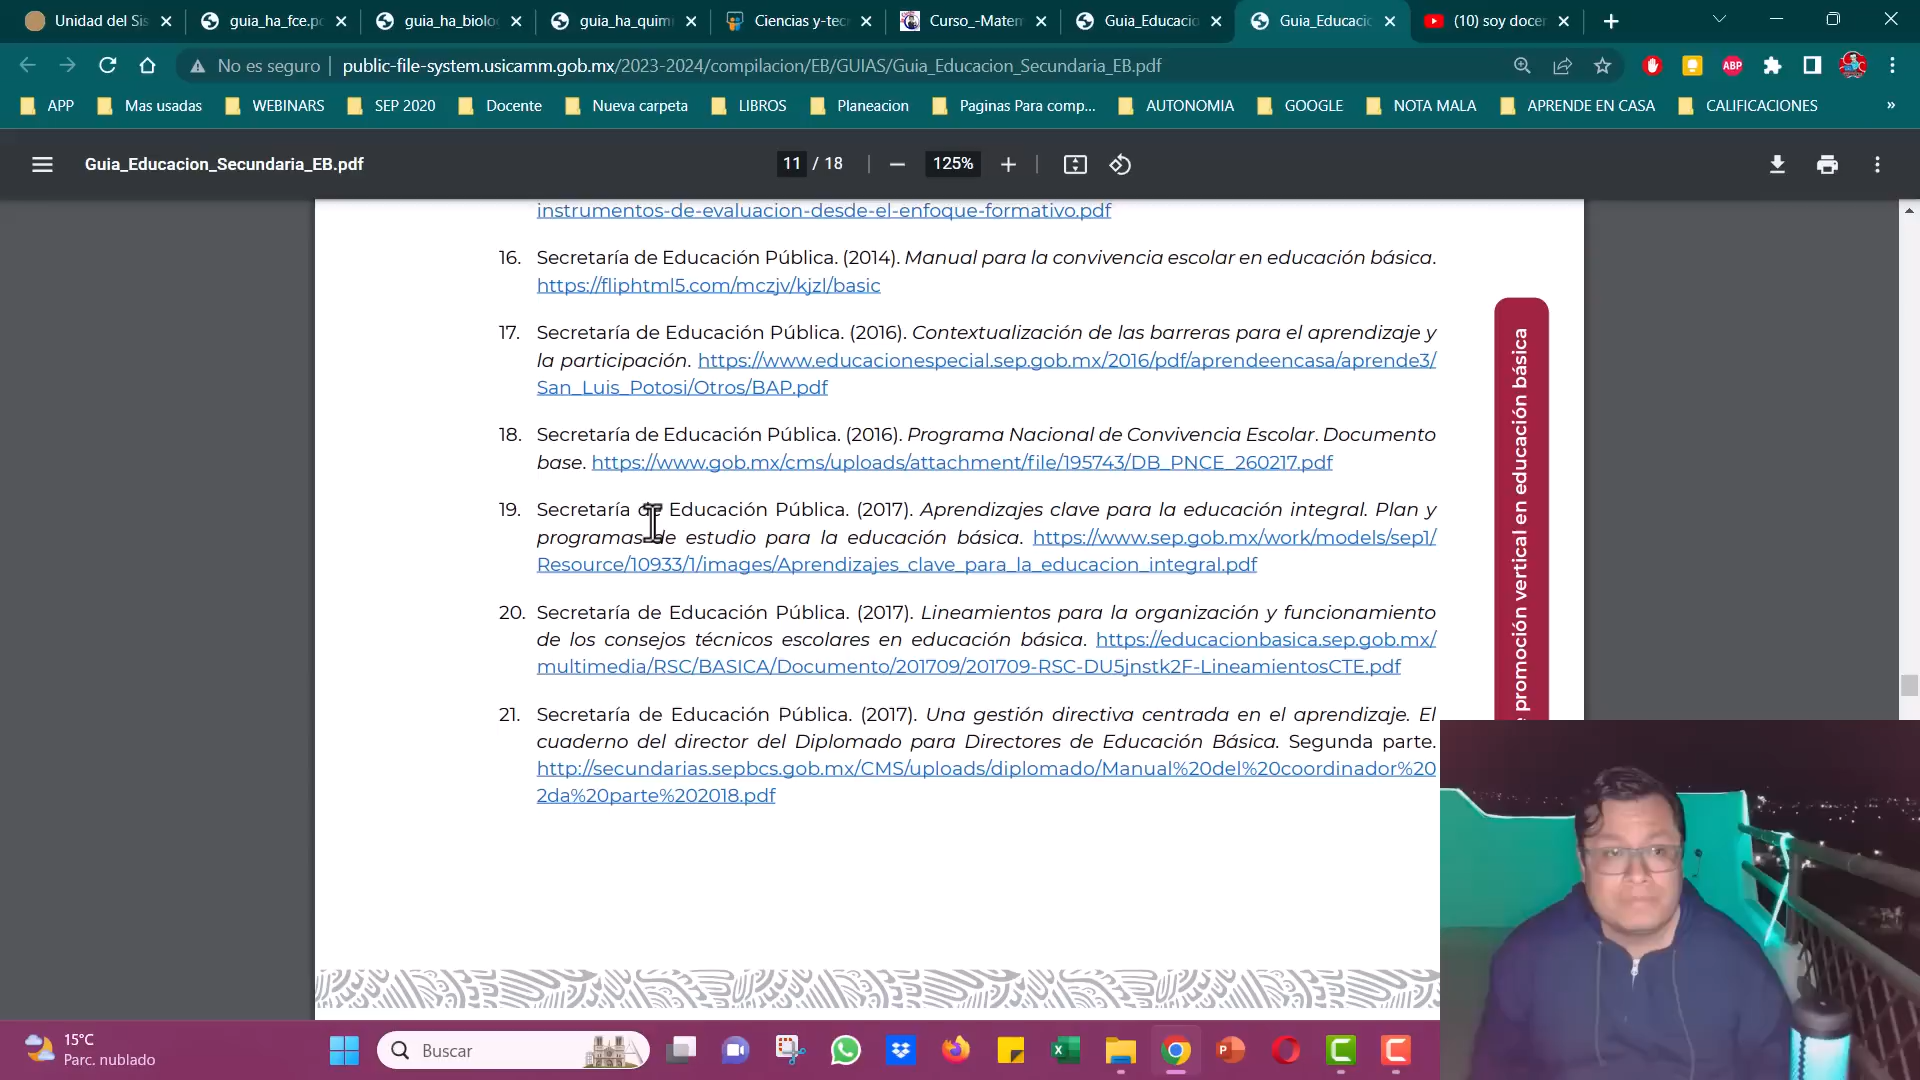 Unidad del Sis
guia_ha_fce.p
guia_ha_biolo
guia_ha_quim
Ciencias y-tec
Curso_-Matem
Guia_Educacio
Guia_Educacio
(10) soy docen
No es seguro
public-file-system.usicamm.gob.mx/2023-2024/compilacion/EB/GUIAS/Guia_Educacion_Secundaria_EB.pdf
ABP
APP
Mas usadas
WEBINARS
SEP 2020
Docente
Nueva carpeta
LIBROS
Planeacion
Paginas Para comp...
AUTONOMIA
GOOGLE
NOTA MALA
APRENDE EN CASA
CALIFICACIONES
»
Guia_Educacion_Secundaria_EB.pdf
11 / 18
125%
instrumentos-de-evaluacion-desde-el-enfoque-formativo.pdf
16. Secretaría de Educación Pública. (2014). Manual para la convivencia escolar en educación básica.
https://fliphtml5.com/mczjv/kjzl/basic
17. Secretaría de Educación Pública. (2016). Contextualización de las barreras para el aprendizaje y
la participación. https://www.educacionespecial.sep.gob.mx/2016/pdf/aprendeencasa/aprende3/
San_Luis_Potosi/Otros/BAP.pdf
18. Secretaría de Educación Pública. (2016). Programa Nacional de Convivencia Escolar. Documento
base. https://www.gob.mx/cms/uploads/attachment/file/195743/DB_PNCE_260217.pdf
19. Secretaría de Educación Pública. (2017). Aprendizajes clave para la educación integral. Plan y
programas de estudio para la educación básica. https://www.sep.gob.mx/work/models/sep1/
Resource/10933/1/images/Aprendizajes_clave_para_la_educacion_integral.pdf
20. Secretaría de Educación Pública. (2017). Lineamientos para la organización y funcionamiento
de los consejos técnicos escolares en educación básica. https://educacionbasica.sep.gob.mx/
multimedia/RSC/BASICA/Documento/201709/201709-RSC-DU5jnstk2F-LineamientosCTE.pdf
21. Secretaría de Educación Pública. (2017). Una gestión directiva centrada en el aprendizaje. El
cuaderno del director del Diplomado para Directores de Educación Básica. Segunda parte.
http://secundarias.sepbcs.gob.mx/CMS/uploads/diplomado/Manual%20del%20coordinador%20
2da%20parte%202018.pdf
promoción vertical en educación básica
15°C
Parc. nublado
Buscar